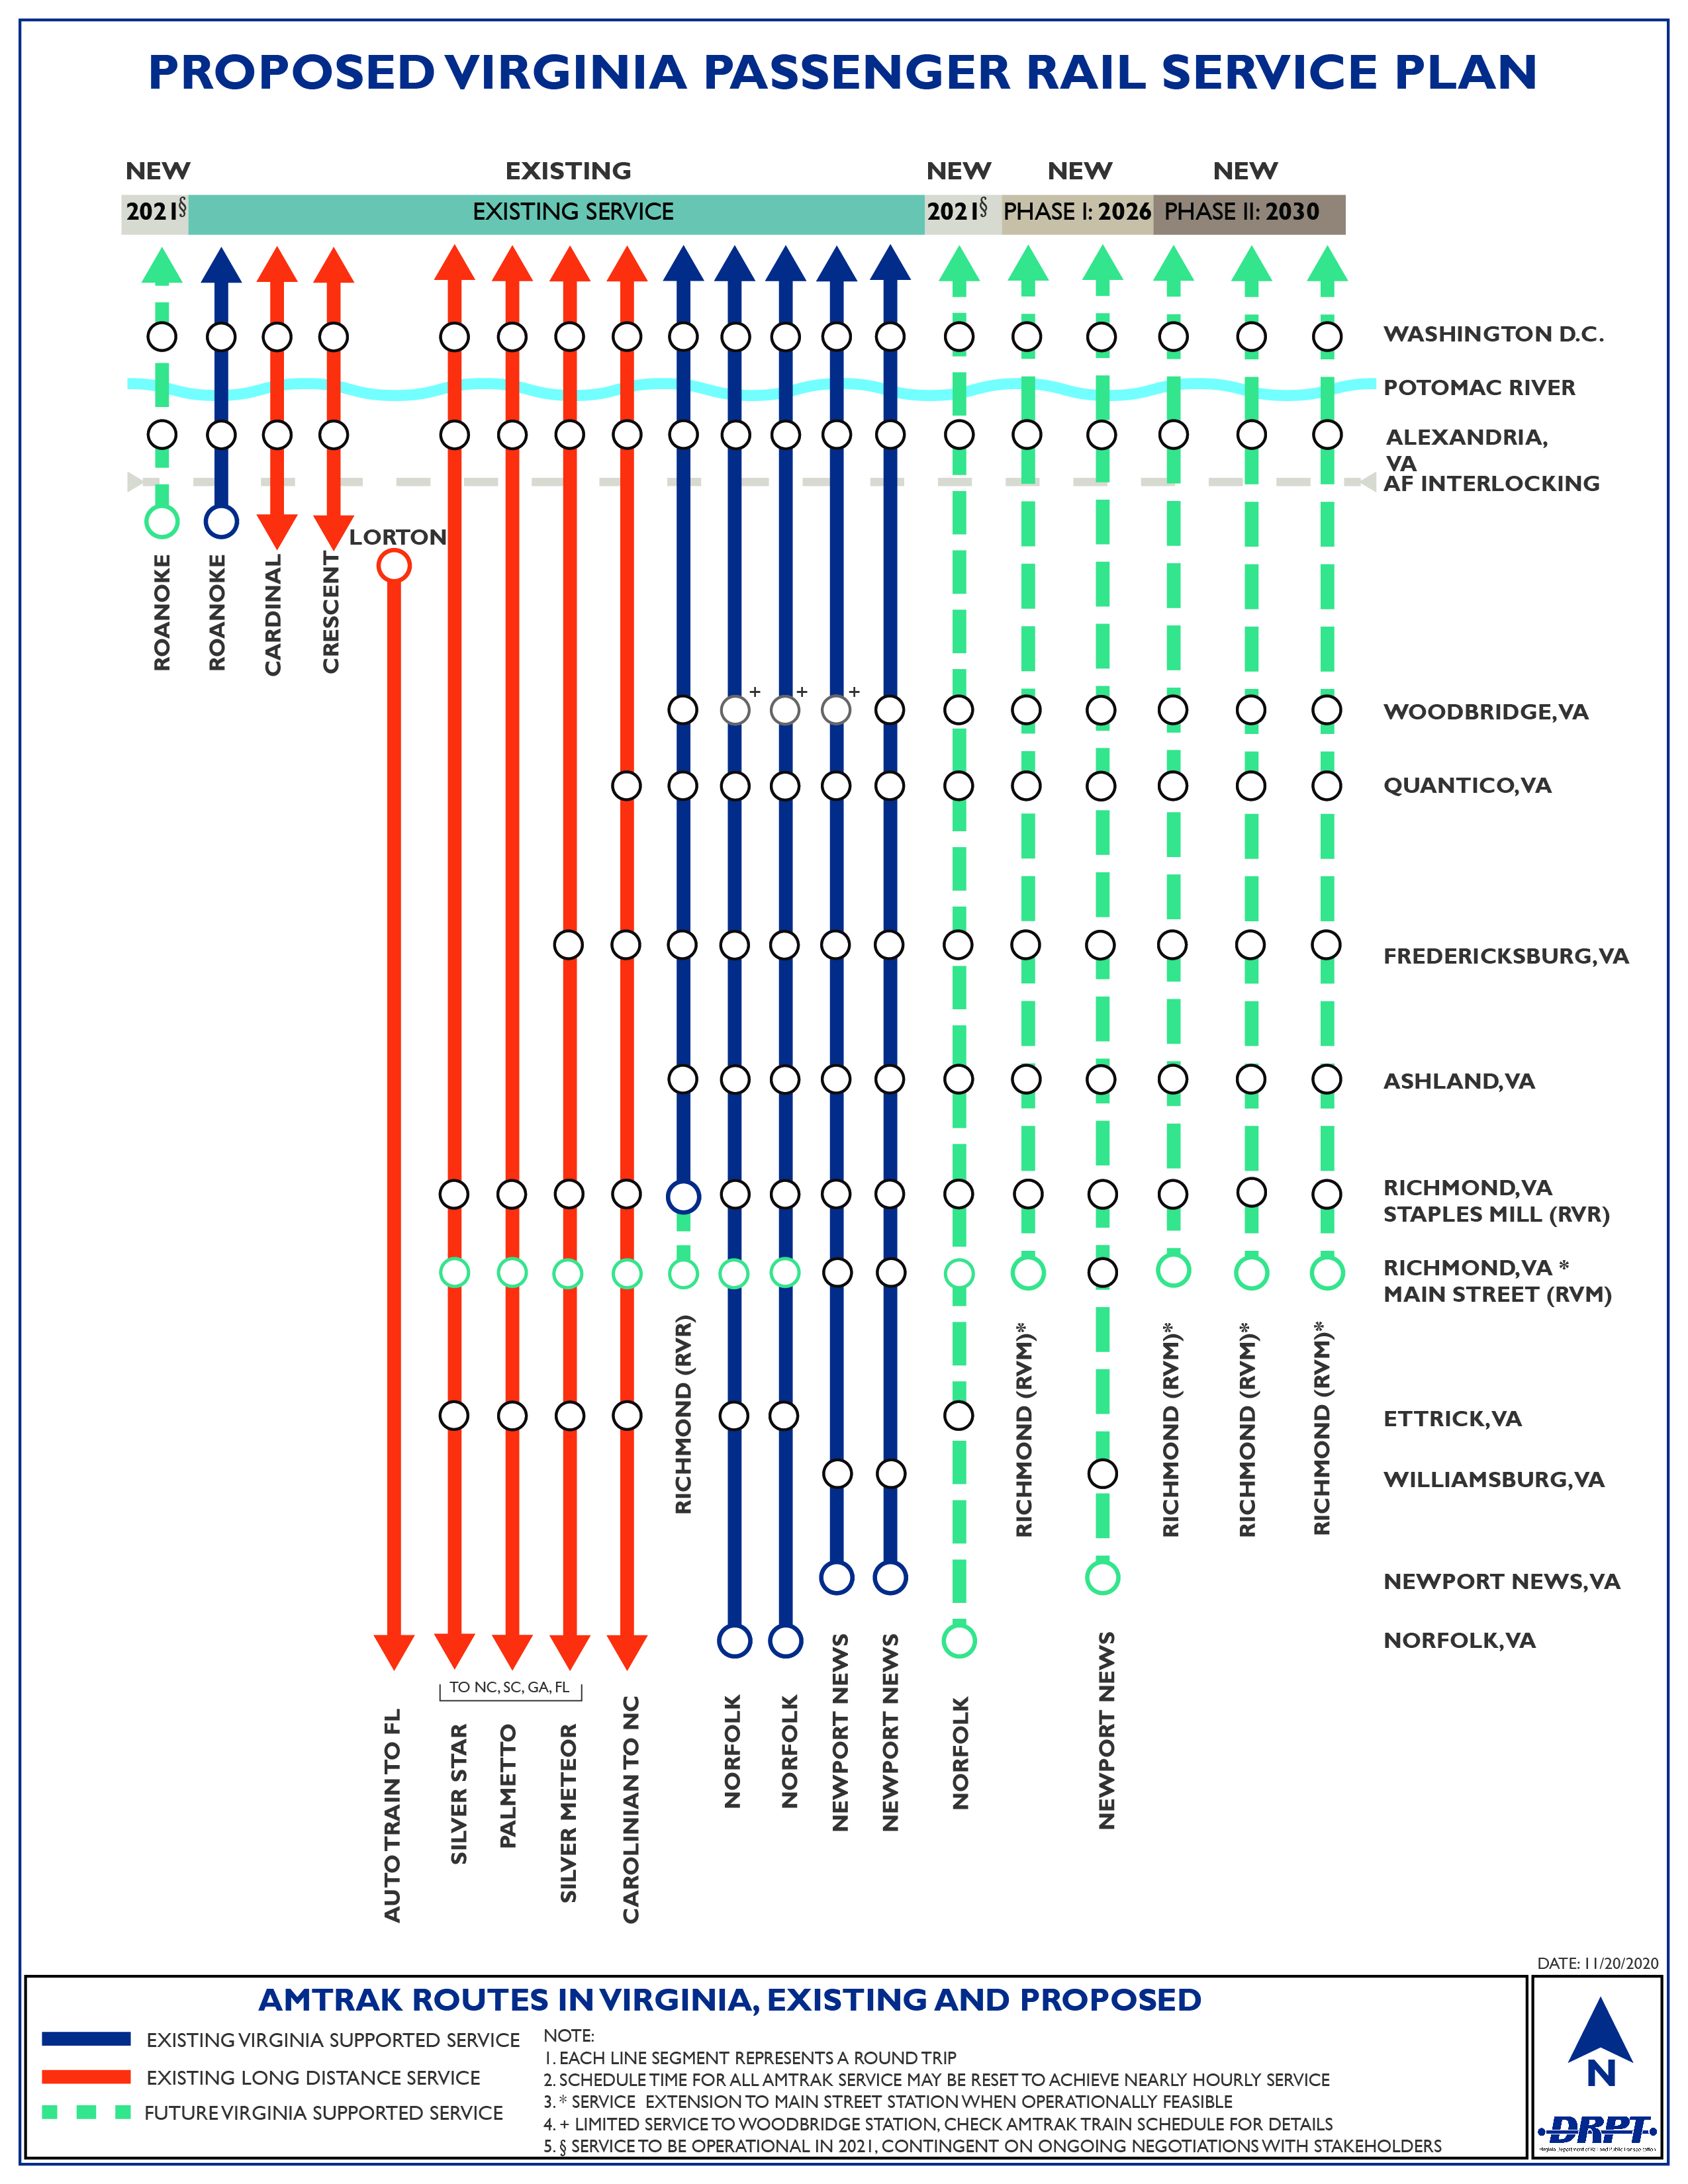 PROPOSED VIRGINIA PASSENGER RAIL SERVICE PLAN
NEW
EXISTING
NEW
NEW
NEW
2021§
EXISTING SERVICE
2021§
PHASE I: 2026
PHASE II: 2030
WASHINGTON D.C.
POTOMAC RIVER
ALEXANDRIA,
VA
AF INTERLOCKING
LORTON
ROANOKE
ROANOKE
CARDINAL
CRESCENT
+
+
+
WOODBRIDGE, VA
QUANTICO, VA
FREDERICKSBURG, VA
ASHLAND, VA
RICHMOND, VA
STAPLES MILL (RVR)
RICHMOND, VA *
MAIN STREET (RVM)
RICHMOND (RVR)
RICHMOND (RVM)*
RICHMOND (RVM)*
RICHMOND (RVM)*
RICHMOND (RVM)*
ETTRICK, VA
WILLIAMSBURG, VA
NEWPORT NEWS, VA
NORFOLK, VA
TO NC, SC, GA, FL
AUTO TRAIN TO FL
SILVER STAR
PALMETTO
SILVER METEOR
CAROLINIAN TO NC
NORFOLK
NORFOLK
NEWPORT NEWS
NEWPORT NEWS
NORFOLK
NEWPORT NEWS
DATE: 11/20/2020
AMTRAK ROUTES IN VIRGINIA, EXISTING AND PROPOSED
EXISTING VIRGINIA SUPPORTED SERVICE
EXISTING LONG DISTANCE SERVICE
FUTURE VIRGINIA SUPPORTED SERVICE
NOTE:
1. EACH LINE SEGMENT REPRESENTS A ROUND TRIP
2. SCHEDULE TIME FOR ALL AMTRAK SERVICE MAY BE RESET TO ACHIEVE NEARLY HOURLY SERVICE
3. * SERVICE EXTENSION TO MAIN STREET STATION WHEN OPERATIONALLY FEASIBLE
4. + LIMITED SERVICE TO WOODBRIDGE STATION, CHECK AMTRAK TRAIN SCHEDULE FOR DETAILS
5. § SERVICE TO BE OPERATIONAL IN 2021, CONTINGENT ON ONGOING NEGOTIATIONS WITH STAKEHOLDERS
N
DRPT
Virginia Department of Rail and Public Transportation